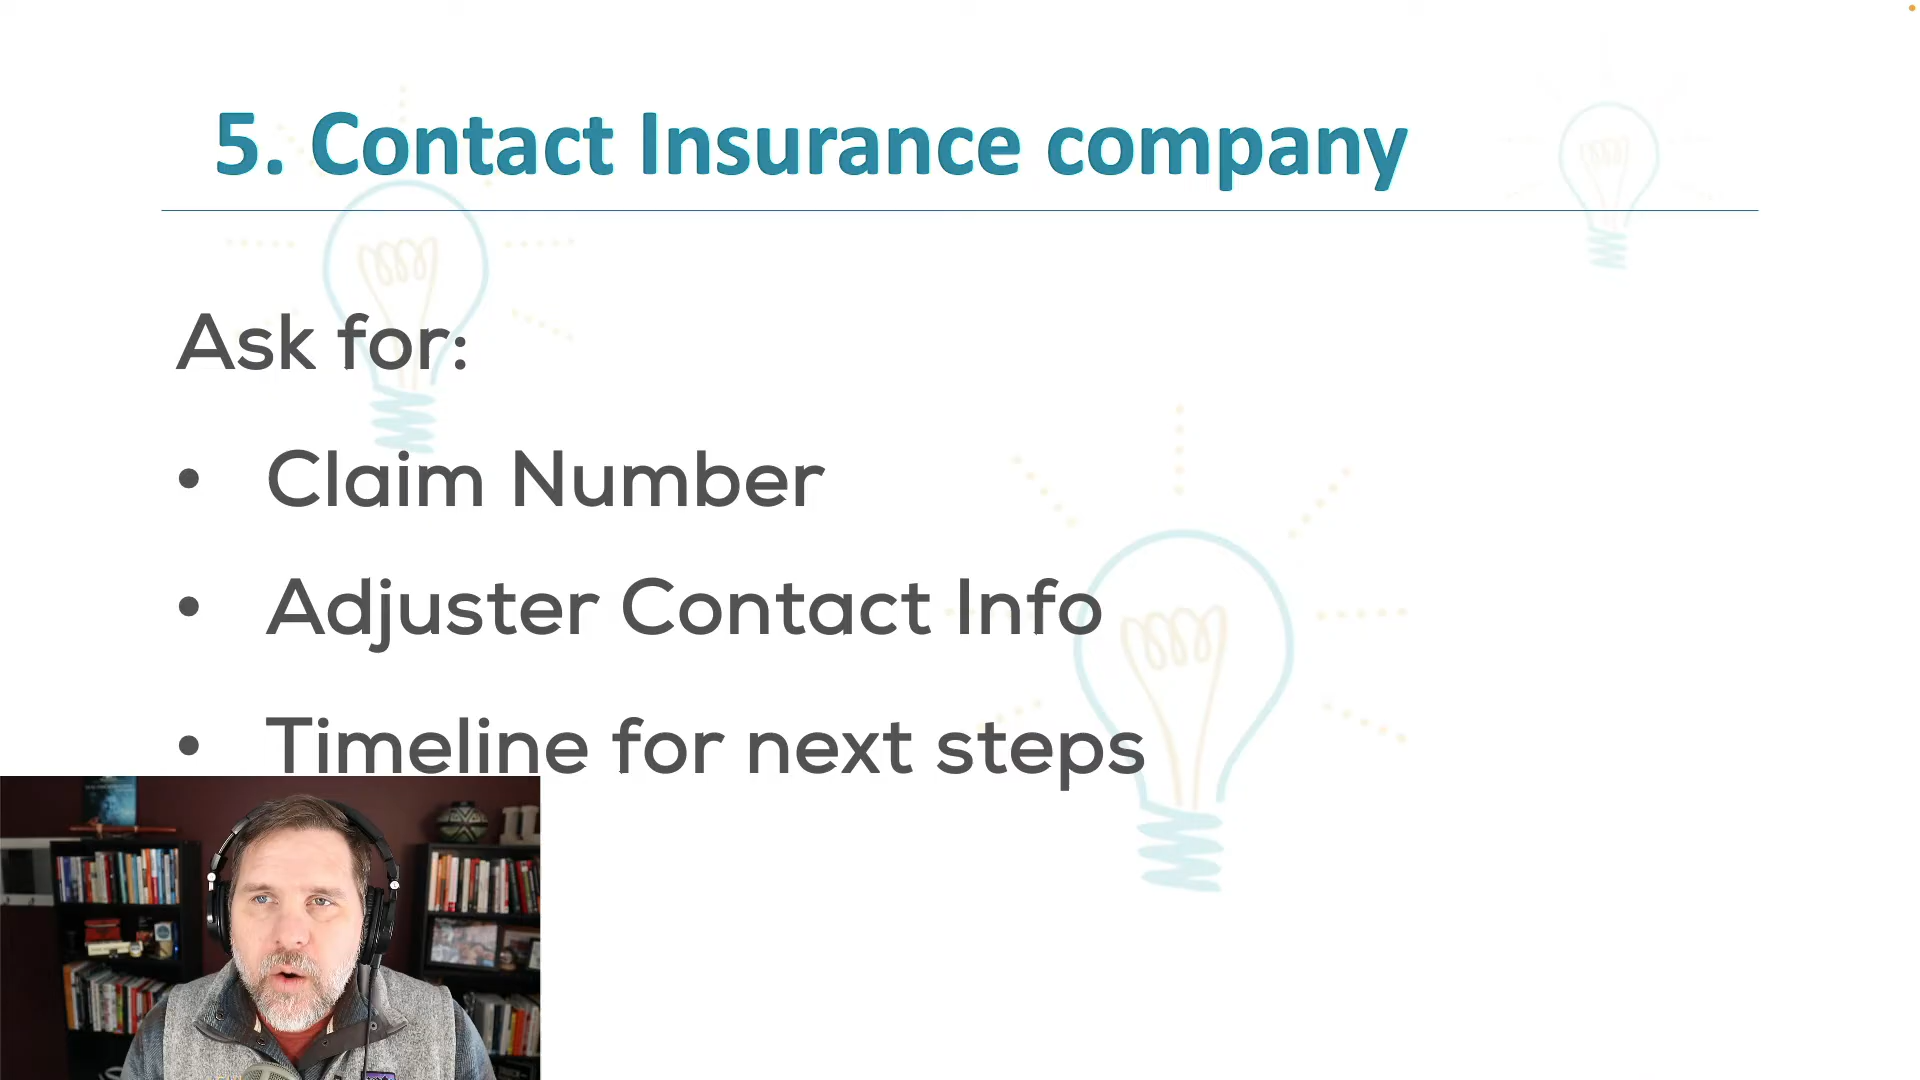 5. Contact Insurance company
Ask for:
• Claim Number
• Adjuster Contact Info
• Timeline for next steps